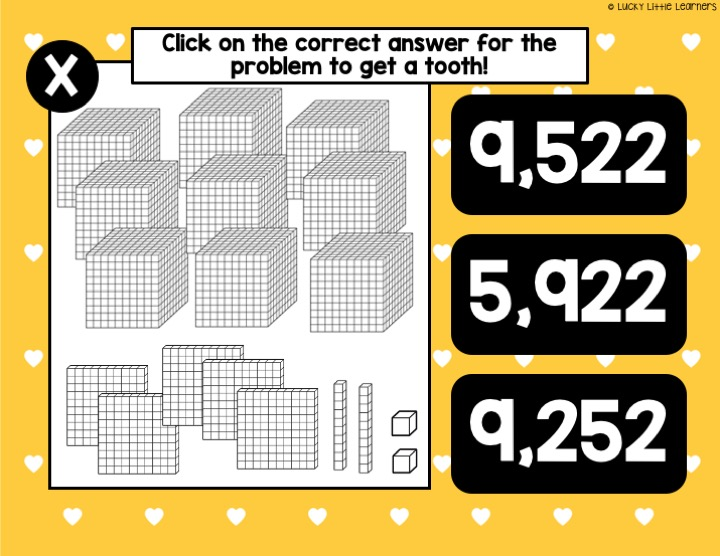 © Lucky Little Learners
Click on the correct answer for the
problem to get a tooth!
X
9,522
5,922
9,252